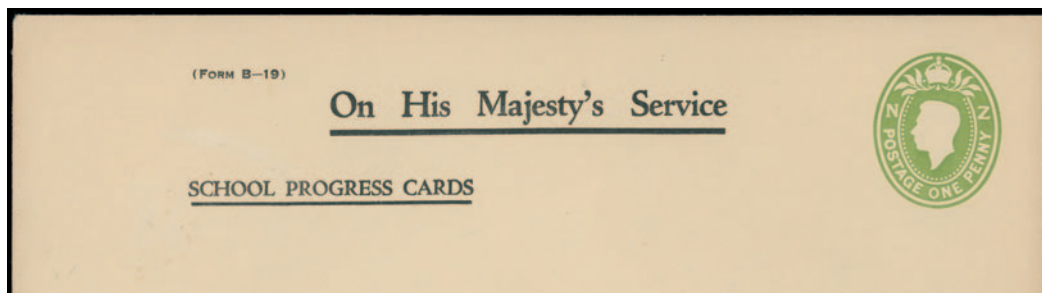 (FORM B—19)
On His Majesty's Service
SCHOOL PROGRESS CARDS
N Z
POSTAGE ONE PENNY